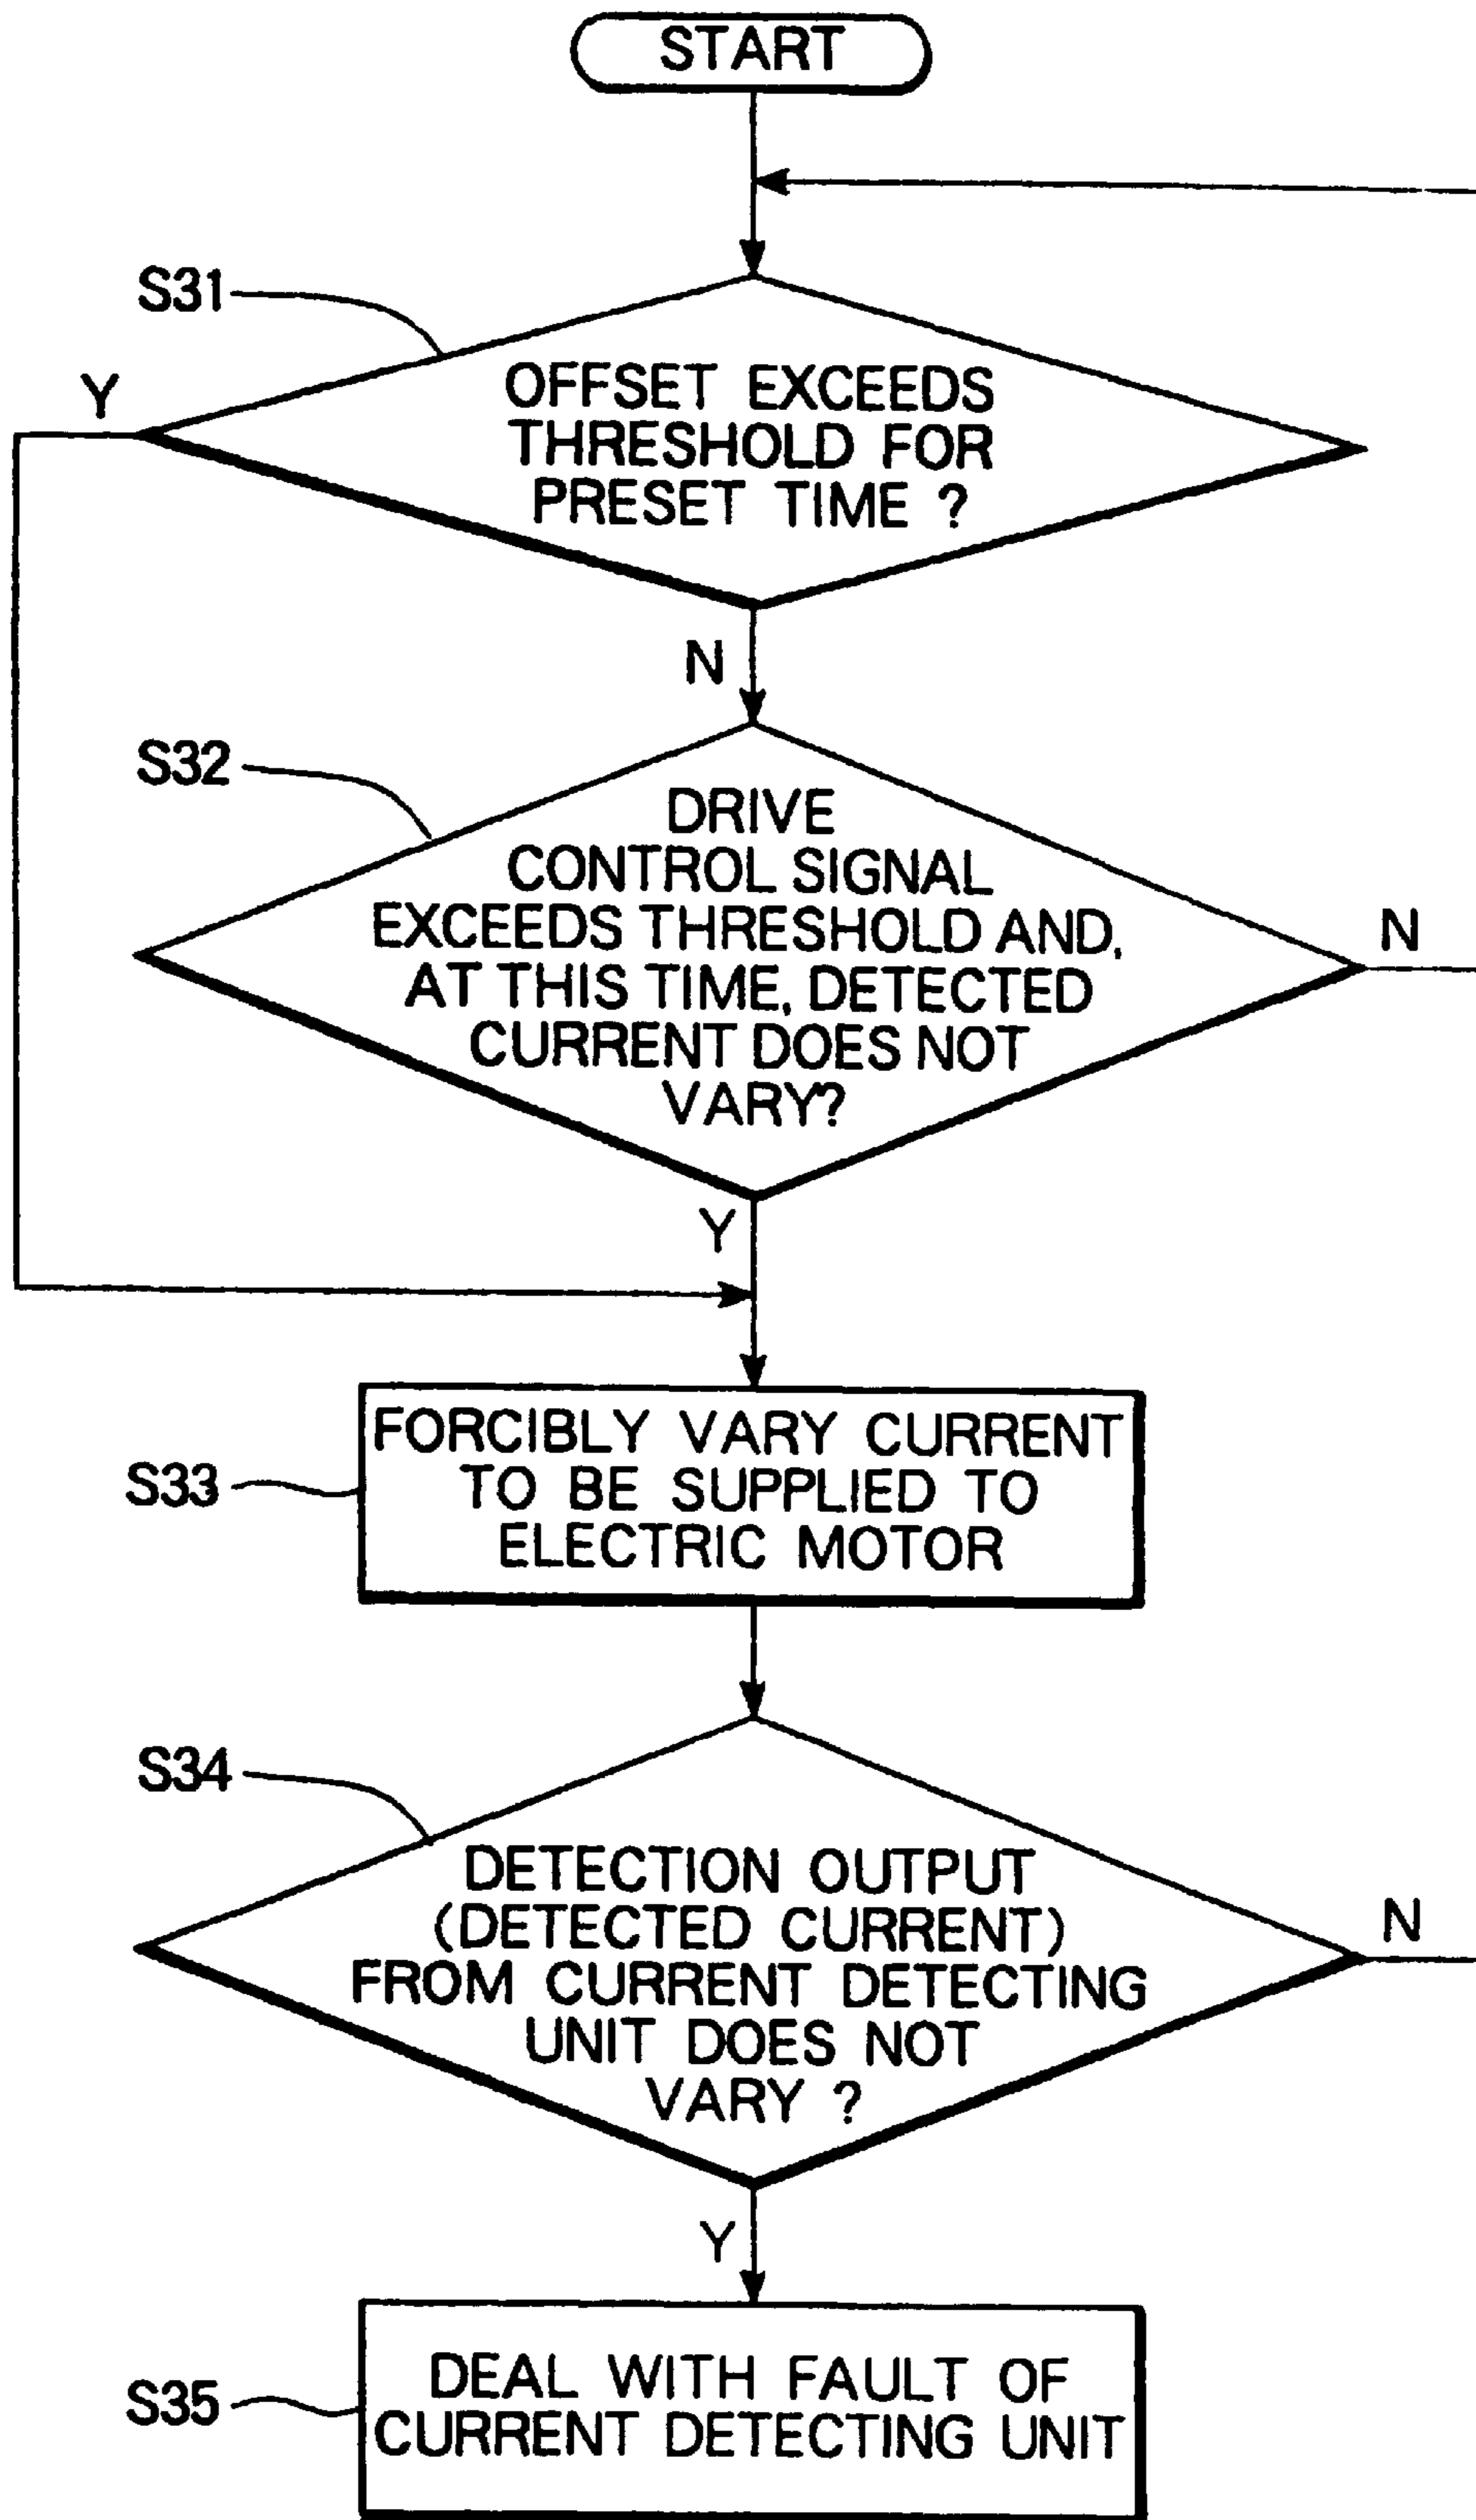 START
S31
Y
OFFSET EXCEEDS
THRESHOLD FOR
PRESET TIME ?
N
S32
DRIVE
CONTROL SIGNAL
EXCEEDS THRESHOLD AND,
AT THIS TIME, DETECTED
CURRENT DOES NOT
VARY?
N
Y
S33
FORCIBLY VARY CURRENT
TO BE SUPPLIED TO
ELECTRIC MOTOR
S34
DETECTION OUTPUT
(DETECTED CURRENT)
FROM CURRENT DETECTING
UNIT DOES NOT
VARY ?
N
Y
S35
DEAL WITH FAULT OF
CURRENT DETECTING UNIT